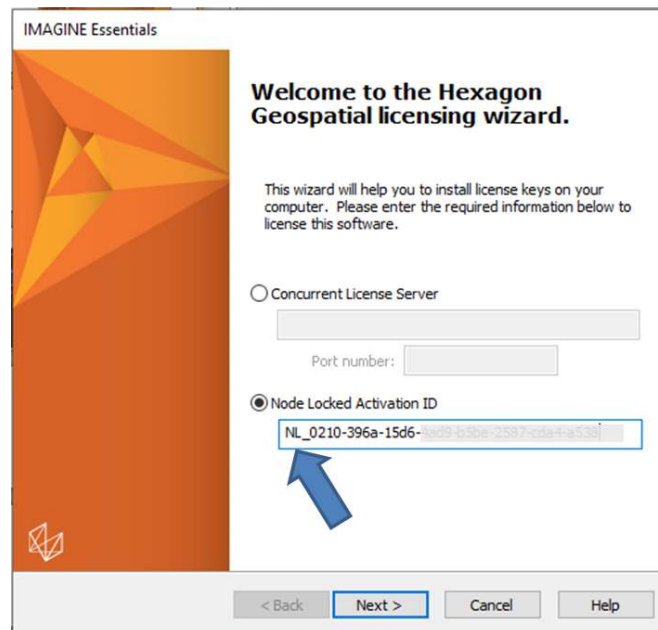 IMAGINE Essentials
Welcome to the Hexagon
Geospatial licensing wizard.
This wizard will help you to install license keys on your
computer. Please enter the required information below to
license this software.
Concurrent License Server
Port number:
Node Locked Activation ID
NL_0210-396a-15d6-
< Back
Next >
Cancel
Help